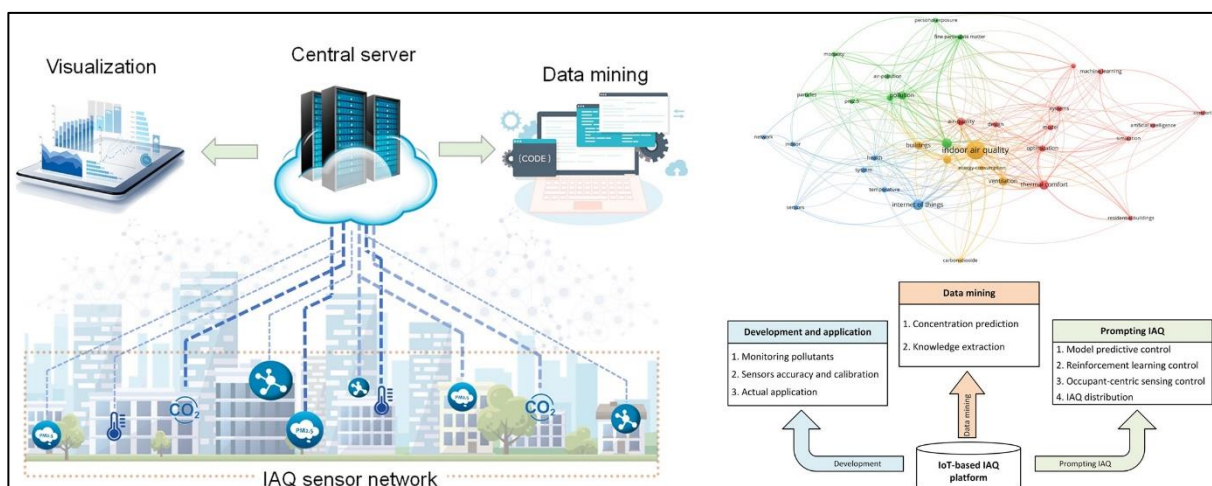 Visualization
Central server
Data mining
{CODE}
CO2
CO2
PM2.5
PM2.5
PM2.5
IAQ sensor network
personal exposure
fine particulate matter
mortality
air-pollution
particles
pm2.5
pollution
machine learning
systems
comfort
network
air-quality
design
model
artificial intelligence
simulation
indoor
buildings
indoor air quality
optimization
health
energy-consumption
system
ventilation
thermal comfort
temperature
internet of things
sensors
residential buildings
carbon dioxide
Data mining
1. Concentration prediction
2. Knowledge extraction
Development and application
1. Monitoring pollutants
2. Sensors accuracy and calibration
3. Actual application
Prompting IAQ
1. Model predictive control
2. Reinforcement learning control
3. Occupant-centric sensing control
4. IAQ distribution
Data mining
Development
IoT-based IAQ
platform
Prompting IAQ